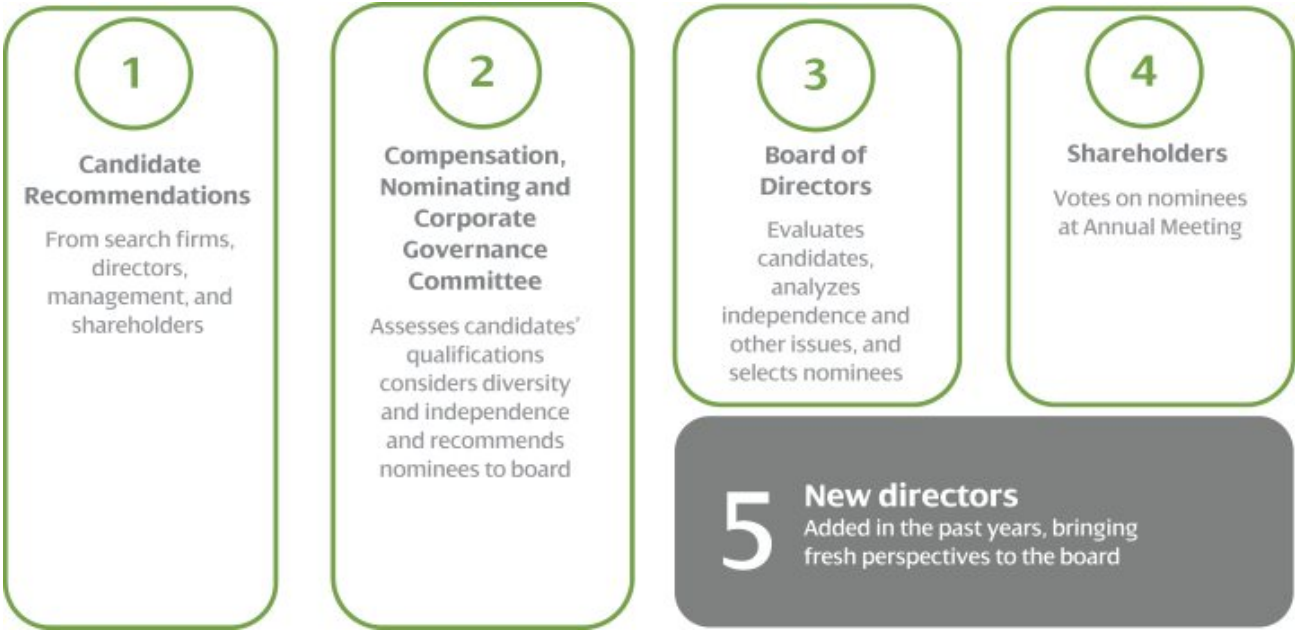 1
Candidate
Recommendations
From search firms,
directors,
management, and
shareholders
2
Compensation,
Nominating and
Corporate
Governance
Committee
Assesses candidates’
qualifications
considers diversity
and independence
and recommends
nominees to board
3
Board of
Directors
Evaluates
candidates,
analyzes
independence and
other issues, and
selects nominees
4
Shareholders
Votes on nominees
at Annual Meeting
5
New directors
Added in the past years, bringing
fresh perspectives to the board